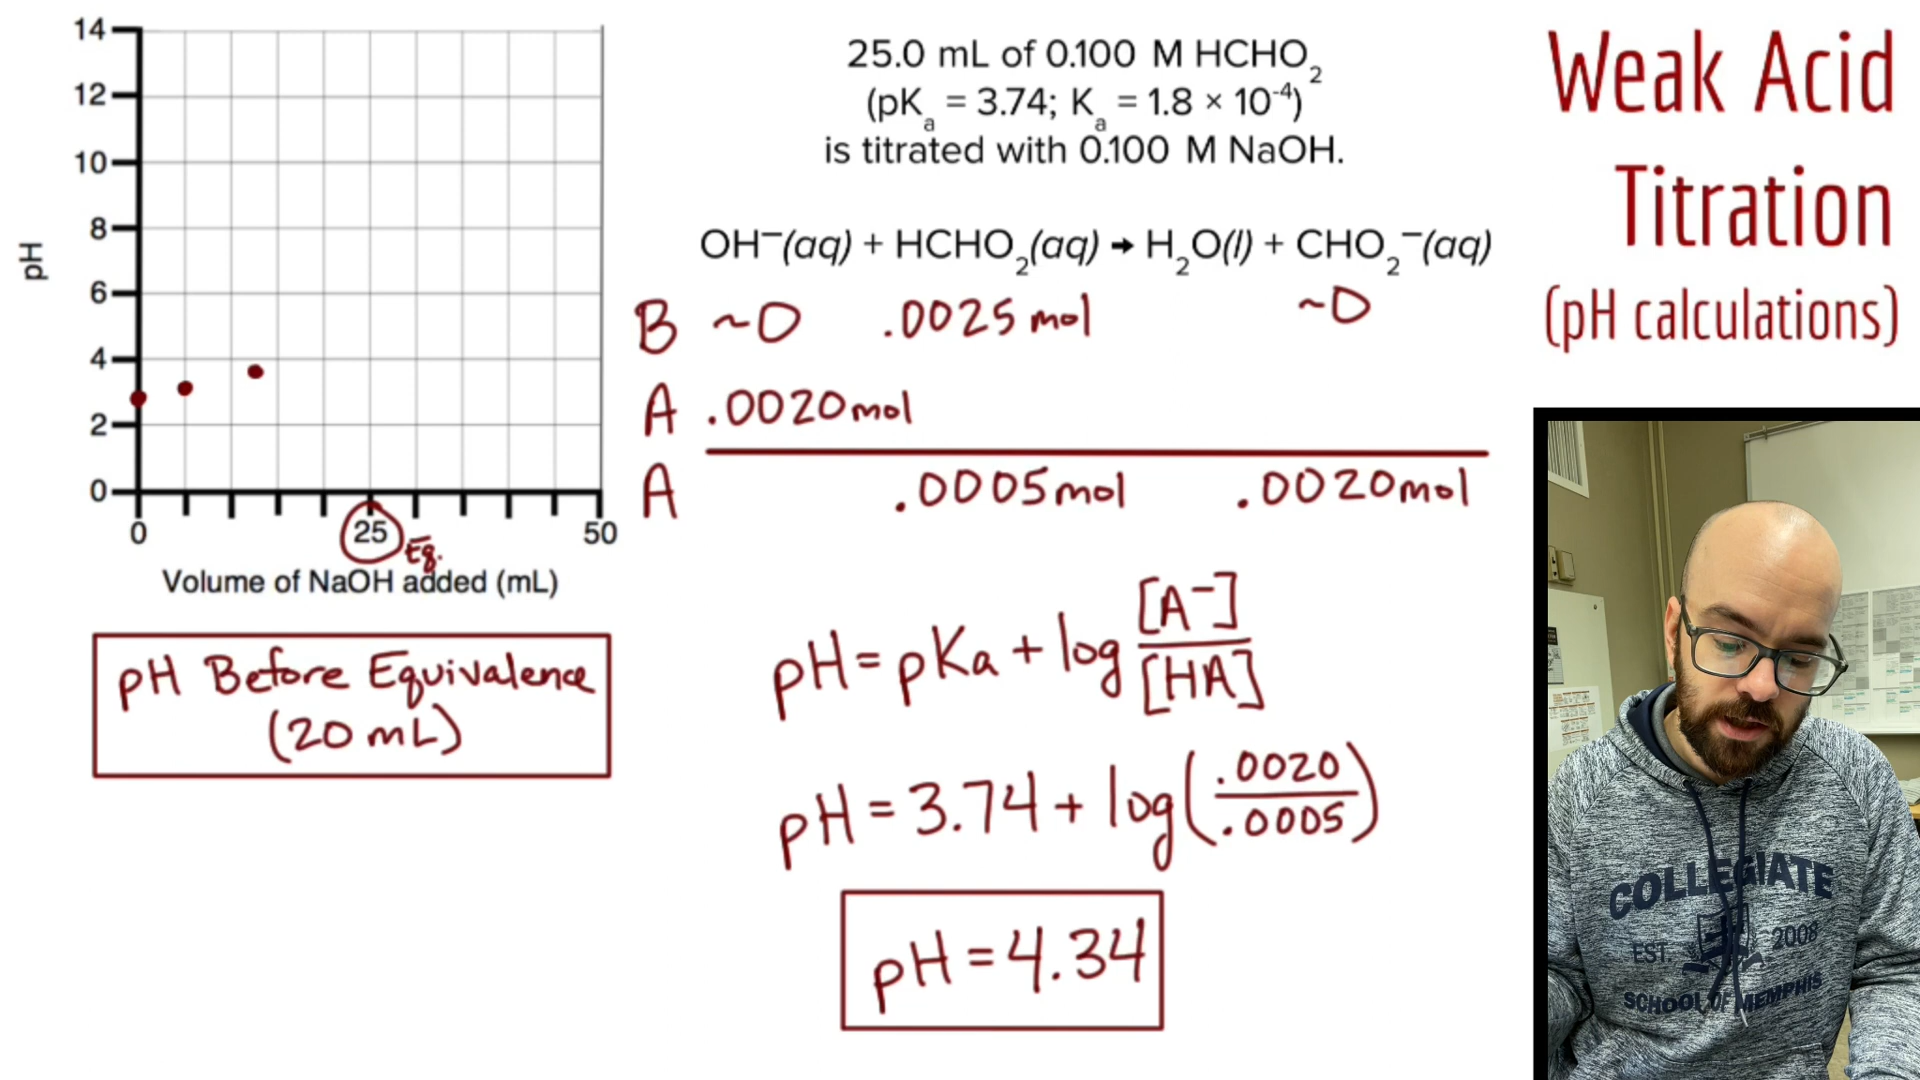 Weak Acid
Titration
(pH calculations)
25.0 mL of 0.100 M HCHO₂
(pKₐ = 3.74; Kₐ = 1.8 × 10⁻⁴)
is titrated with 0.100 M NaOH.
OH⁻(aq) + HCHO₂(aq) → H₂O(l) + CHO₂⁻(aq)
B ~0 .0025 mol ~0
A .0020 mol
A .0005 mol .0020 mol
pH = pKa + log [A⁻]
[HA]
pH = 3.74 + log(.0020
.0005)
pH = 4.34
14
12
10
8
6
4
2
0
pH
0 25 50
Eq.
Volume of NaOH added (mL)
pH Before Equivalence
(20 mL)
COLLEGIATE
EST. 2008
SCHOOL OF MEMPHIS